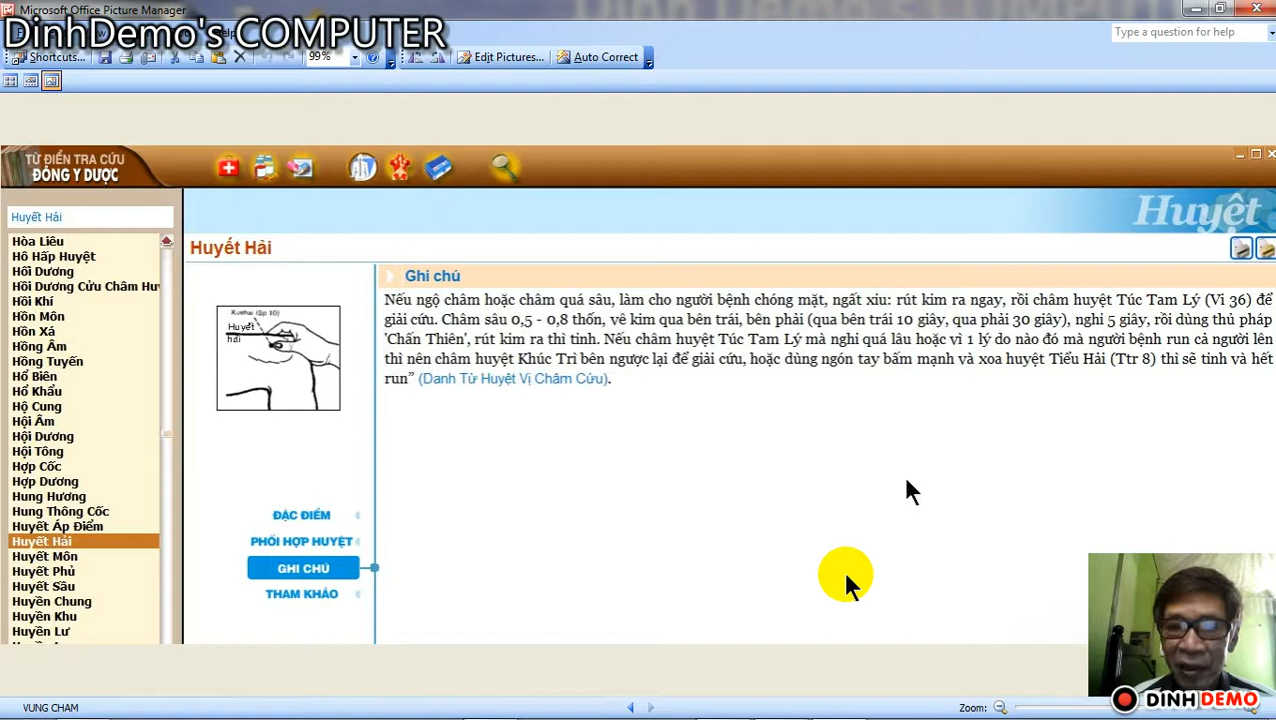 Microsoft Office Picture Manager
DinhDemo's COMPUTER
Type a question for help
Shortcuts...
99%
Edit Pictures...
Auto Correct
TỪ ĐIỂN TRA CỨU
ĐÔNG Y DƯỢC
Huyết Hải
Huyệt
Hòa Liêu
Hô Hấp Huyệt
Hồi Dương
Hồi Dương Cửu Châm Huy
Hồi Khí
Hồn Môn
Hồn Xá
Hồng Âm
Hồng Tuyến
Hổ Biên
Hổ Khẩu
Hộ Cung
Hội Âm
Hội Dương
Hội Tông
Hợp Cốc
Hợp Dương
Hung Hương
Hung Thông Cốc
Huyết Áp Điểm
Huyết Hải
Huyết Môn
Huyết Phủ
Huyết Sầu
Huyền Chung
Huyền Khu
Huyền Lư
Huyết Hải
Xuehai (Sp 10)
Huyết
hải
ĐẶC ĐIỂM
PHỐI HỢP HUYỆT
GHI CHÚ
THAM KHẢO
Ghi chú
Nếu ngộ châm hoặc châm quá sâu, làm cho người bệnh chóng mặt, ngất xỉu: rút kim ra ngay, rồi châm huyệt Túc Tam Lý (Vi 36) để
giải cứu. Châm sâu 0,5 - 0,8 thốn, vê kim qua bên trái, bên phải (qua bên trái 10 giây, qua phải 30 giây), nghỉ 5 giây, rồi dùng thủ pháp
'Chấn Thiên', rút kim ra thì tỉnh. Nếu châm huyệt Túc Tam Lý mà nghỉ quá lâu hoặc vì 1 lý do nào đó mà người bệnh run cả người lên
thì nên châm huyệt Khúc Trì bên ngược lại để giải cứu, hoặc dùng ngón tay bấm mạnh và xoa huyệt Tiểu Hải (Ttr 8) thì sẽ tỉnh và hết
run” (Danh Từ Huyệt Vị Châm Cứu).
VUNG CHAM
Zoom:
DINH DEMO